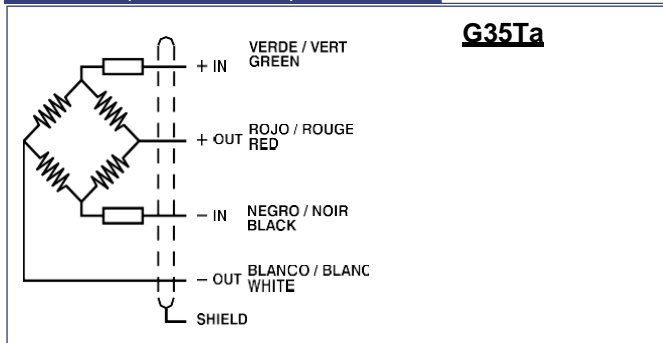 G35Ta
VERDE / VERT
+ IN GREEN
+ OUT ROJO / ROUGE
RED
− IN NEGRO / NOIR
BLACK
− OUT BLANCO / BLANC
WHITE
SHIELD